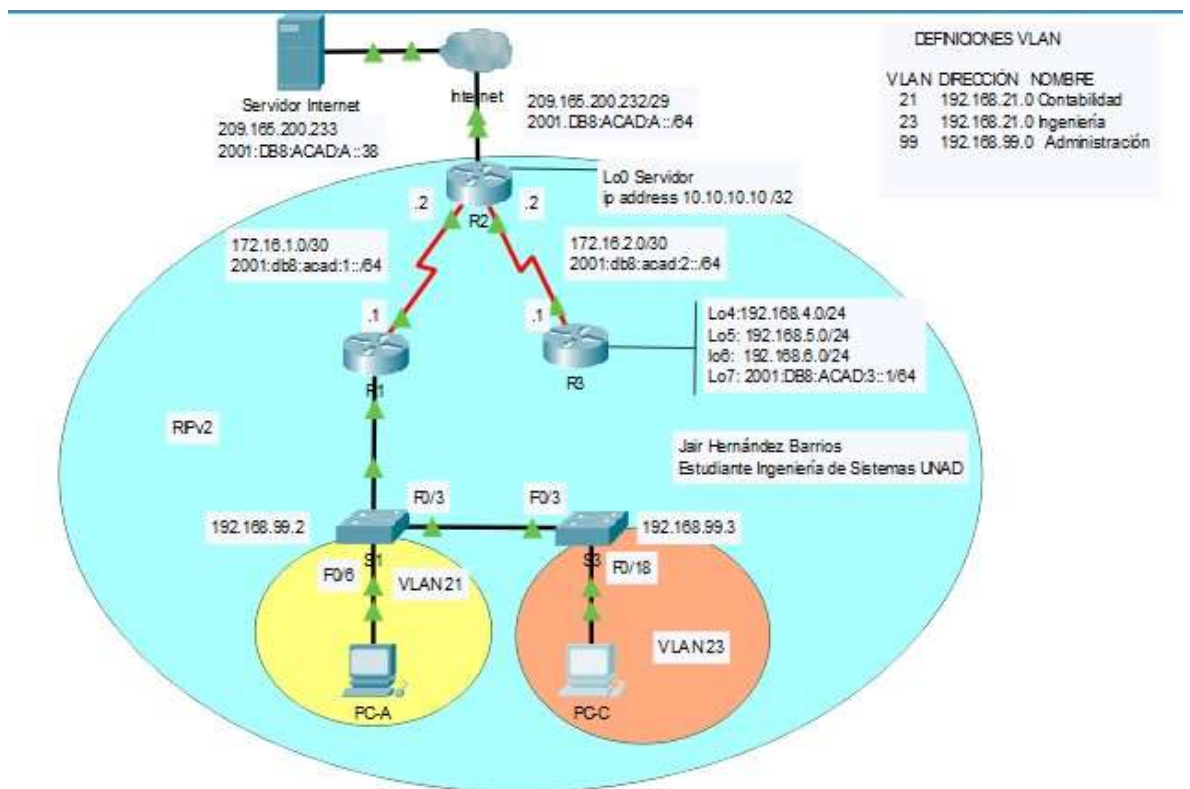 DEFINICIONES VLAN
VLAN DIRECCIÓN NOMBRE
21 192.168.21.0 Contabilidad
23 192.168.21.0 Ingeniería
99 192.168.99.0 Administración
Servidor Internet
209.165.200.233
2001:DB8:ACAD:A::38
Internet
209.165.200.232/29
2001.DB8:ACAD:A::/64
Lo0 Servidor
ip address 10.10.10.10 /32
.2
R2
.2
172.16.1.0/30
2001:db8:acad:1::/64
172.16.2.0/30
2001:db8:acad:2::/64
.1
R1
.1
R3
Lo4:192.168.4.0/24
Lo5: 192.168.5.0/24
lo6: 192.168.6.0/24
Lo7: 2001:DB8:ACAD:3::1/64
RIPv2
Jair Hernández Barrios
Estudiante Ingeniería de Sistemas UNAD
F0/3
F0/3
192.168.99.2
S1
S3
192.168.99.3
F0/6
VLAN 21
F0/18
VLAN 23
PC-A
PC-C